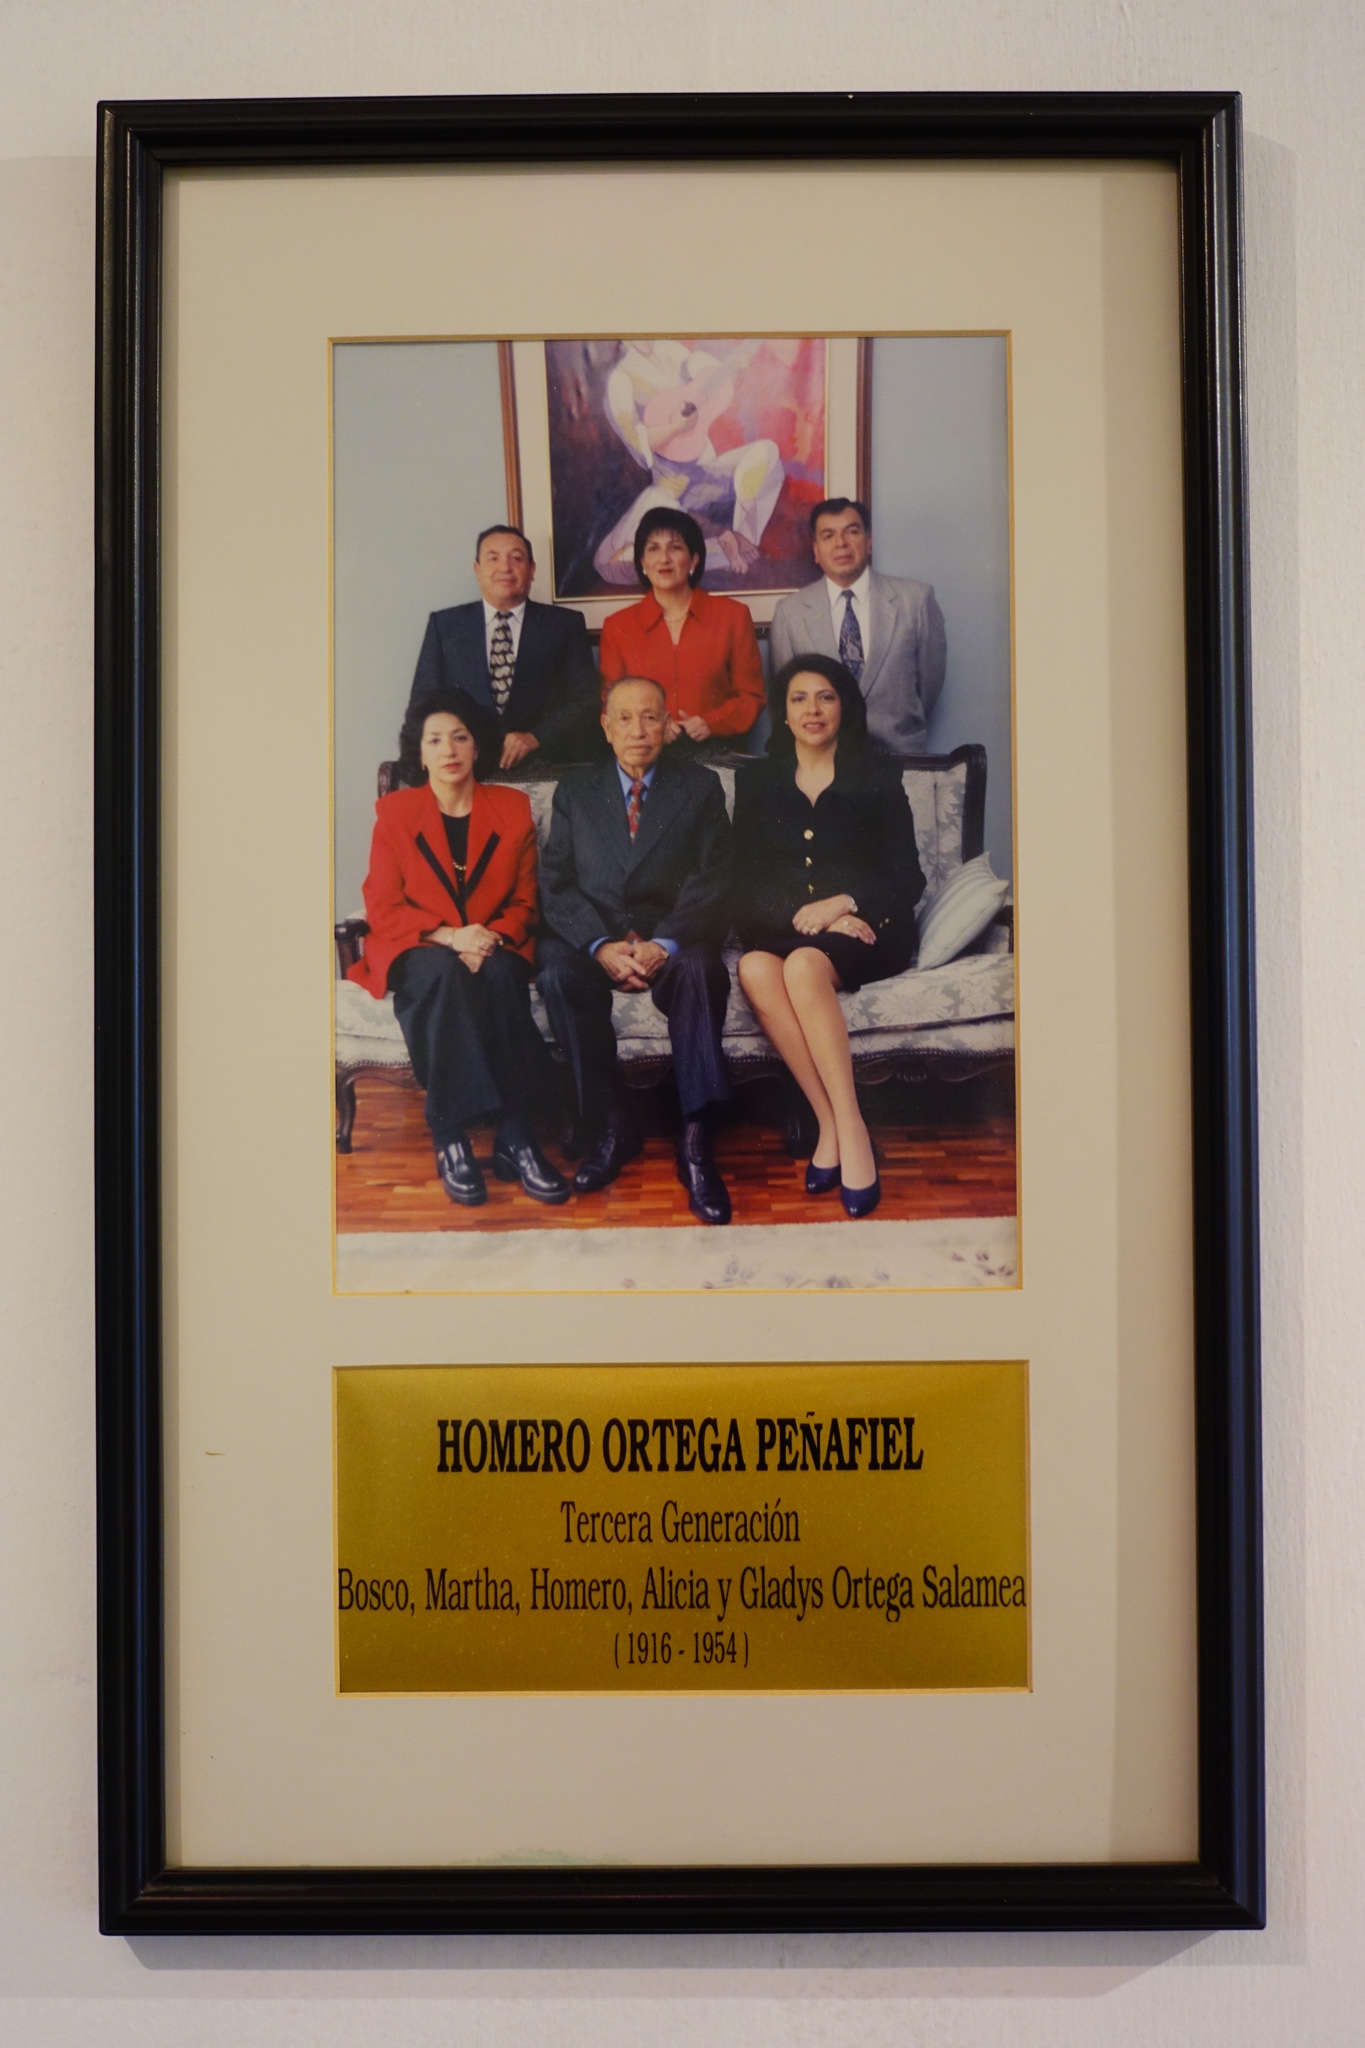 HOMERO ORTEGA PEÑAFIEL
Tercera Generación
Bosco, Martha, Homero, Alicia y Gladys Ortega Salamea
( 1916 - 1954 )